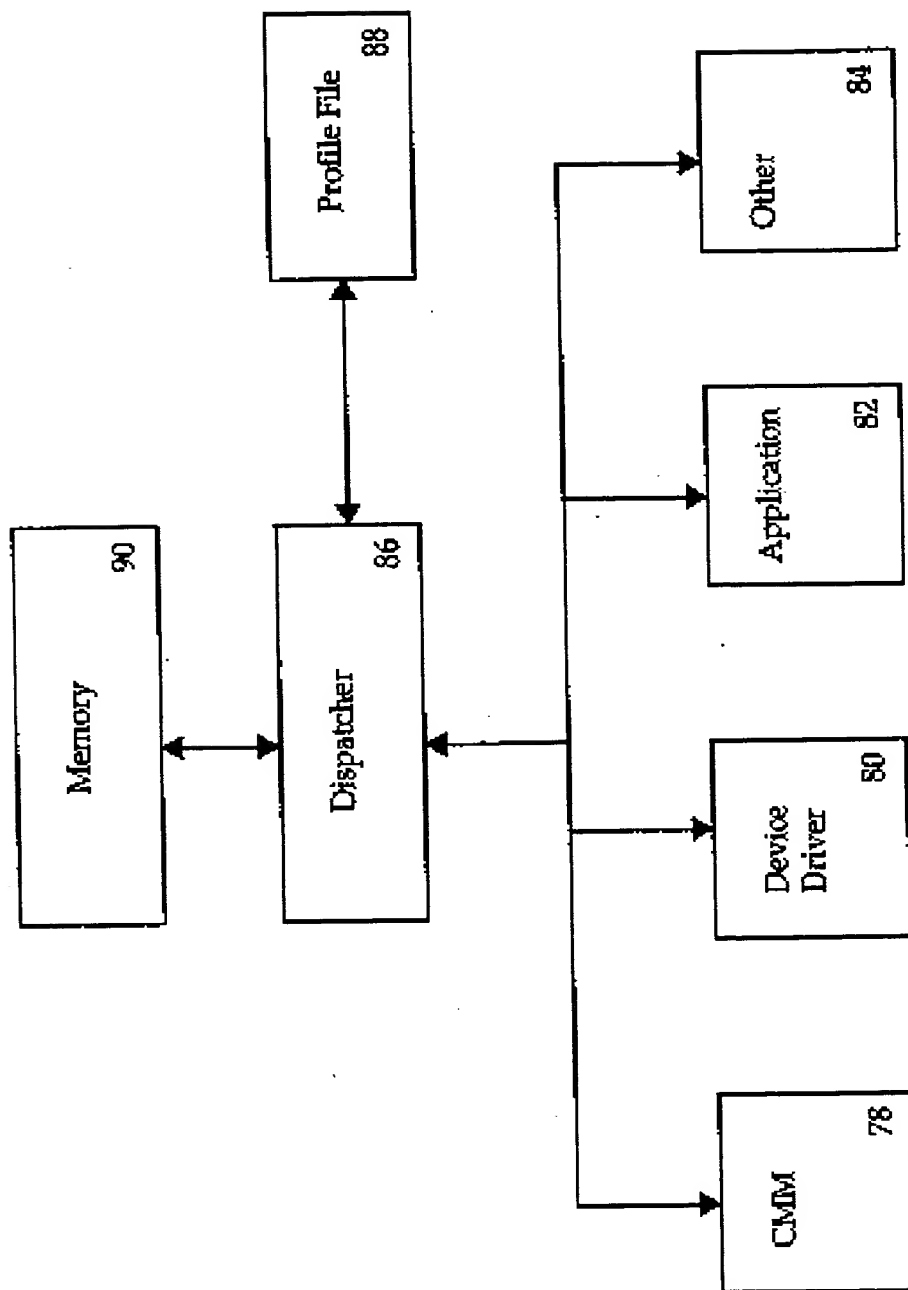 Memory
90
Dispatcher
86
Profile File
88
CMM
78
Device
Driver
80
Application
82
Other
84